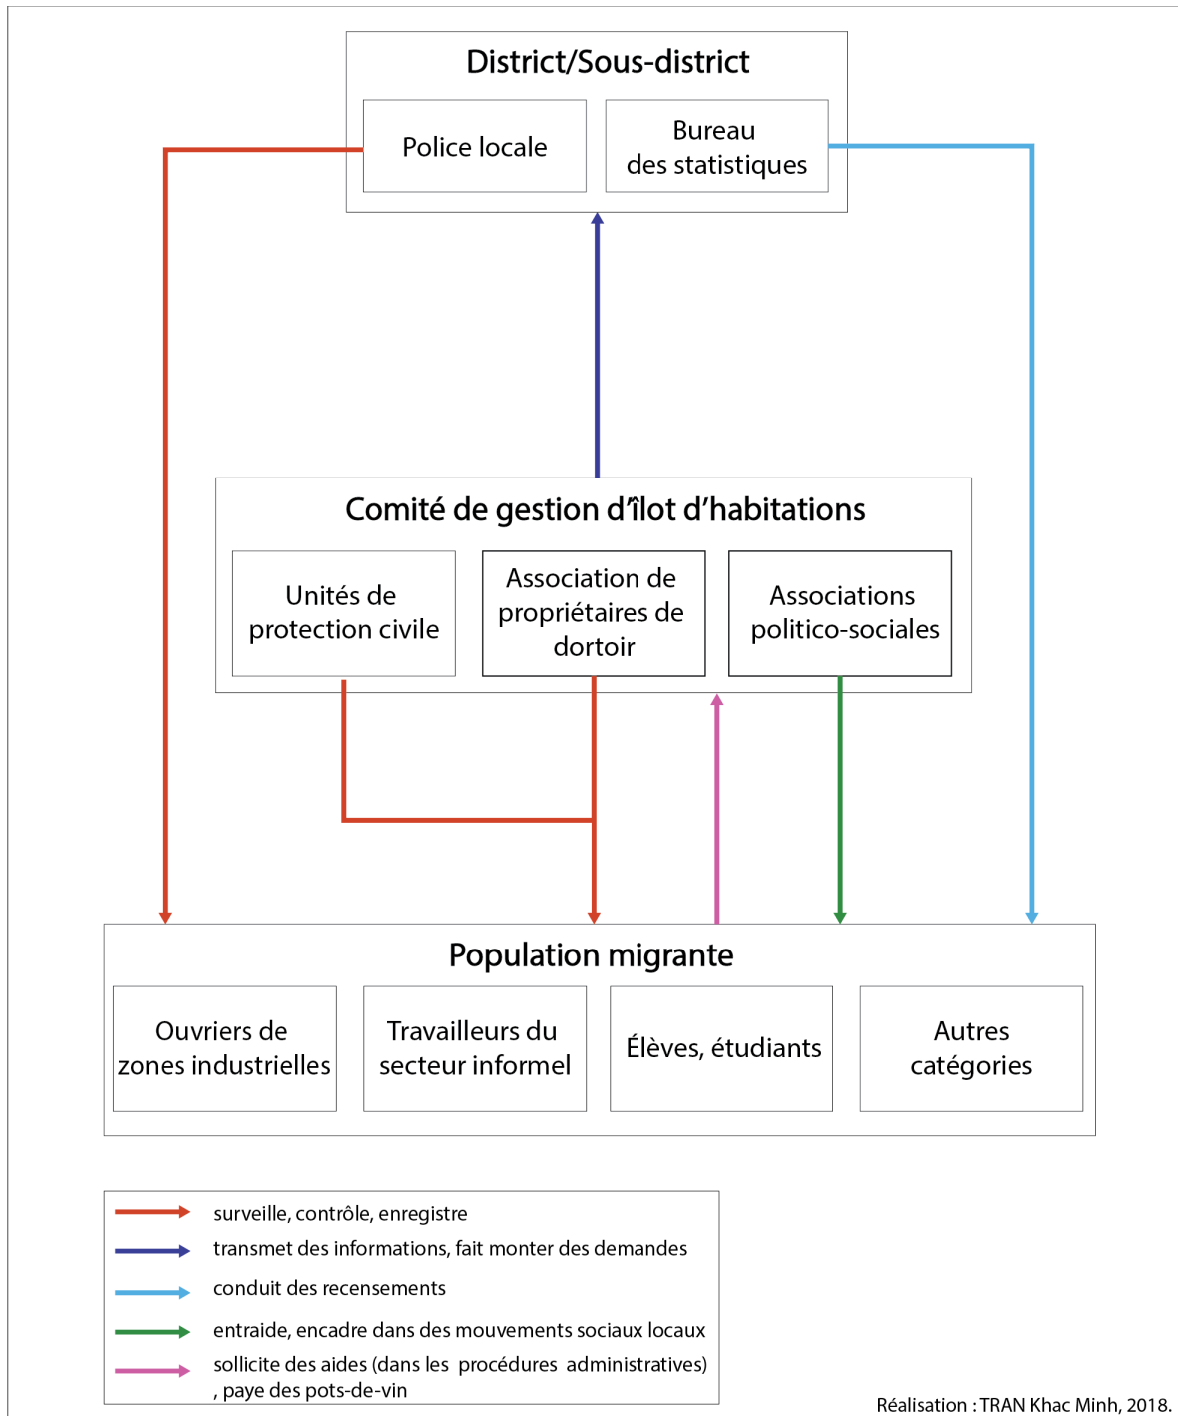 District/Sous-district
Police locale
Bureau
des statistiques
Comité de gestion d'îlot d'habitations
Unités de
protection civile
Association de
propriétaires de
dortoir
Associations
politico-sociales
Population migrante
Ouvriers de
zones industrielles
Travailleurs du
secteur informel
Élèves, étudiants
Autres
catégories
surveille, contrôle, enregistre
transmet des informations, fait monter des demandes
conduit des recensements
entraide, encadre dans des mouvements sociaux locaux
sollicite des aides (dans les procédures administratives)
, paye des pots-de-vin
Réalisation : TRAN Khac Minh, 2018.